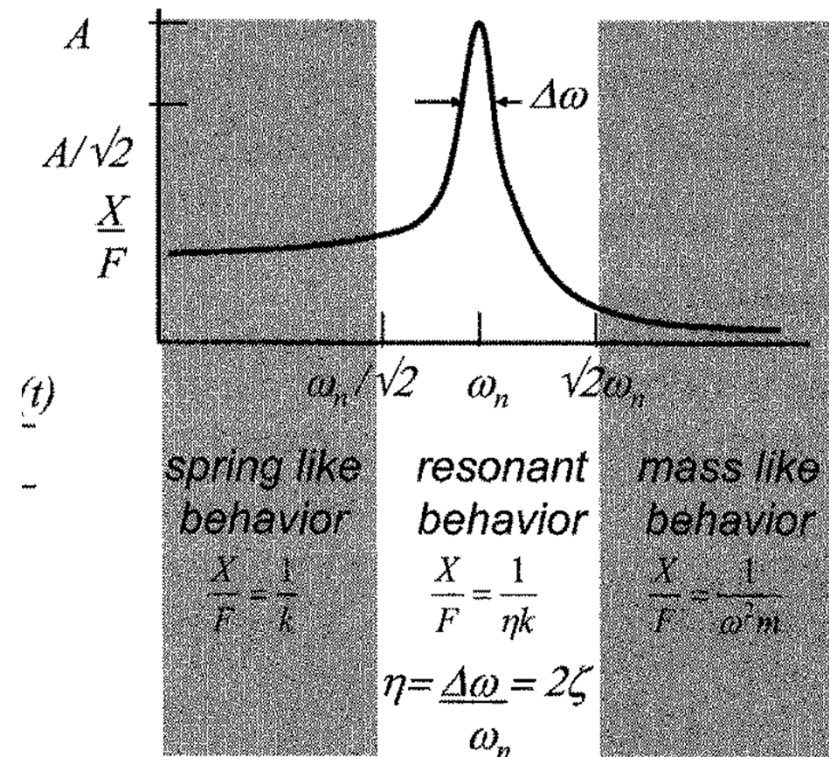 A
Δω
A/√2
X/F
(t)
ω_n/√2 ω_n √2ω_n
spring like resonant mass like
behavior behavior behavior
X/F = 1/k X/F = 1/ηk X/F = 1/ω²m
η = Δω/ω_n = 2ζ